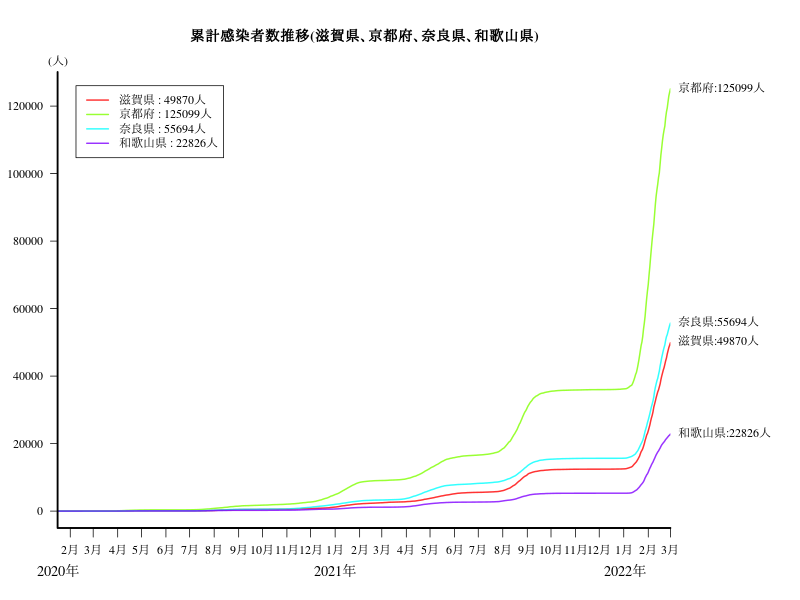 累計感染者数推移(滋賀県､京都府､奈良県､和歌山県)
(人)
滋賀県 : 49870人
京都府 : 125099人
奈良県 : 55694人
和歌山県 : 22826人
京都府:125099人
奈良県:55694人
滋賀県:49870人
和歌山県:22826人
120000
100000
80000
60000
40000
20000
0
2月 3月 4月 5月 6月 7月 8月 9月 10月 11月 12月 1月 2月 3月 4月 5月 6月 7月 8月 9月 10月 11月 12月 1月 2月 3月
2020年 2021年 2022年